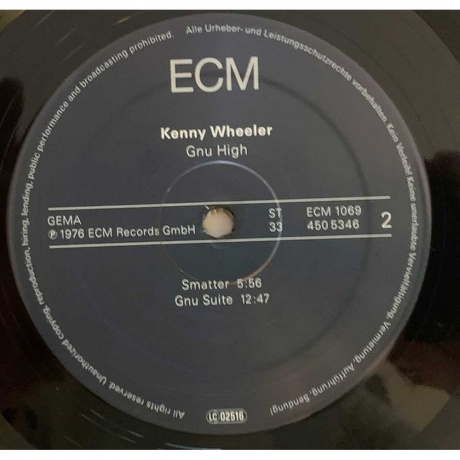 ECM
Kenny Wheeler
Gnu High
GEMA ST ECM 1069
℗ 1976 ECM Records GmbH 33 450 5346 2
Smatter 5:56
Gnu Suite 12:47
LC 02516
All rights reserved. Unauthorized copying, reproduction, hiring, lending, public performance and broadcasting prohibited. Alle Urheber- und Leistungsschutzrechte vorbehalten. Kein Verleih! Keine unerlaubte Vervielfältigung, Vermietung, Aufführung, Sendung!